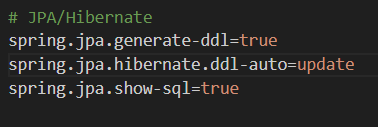 # JPA/Hibernate
spring.jpa.generate-ddl=true
spring.jpa.hibernate.ddl-auto=update
spring.jpa.show-sql=true